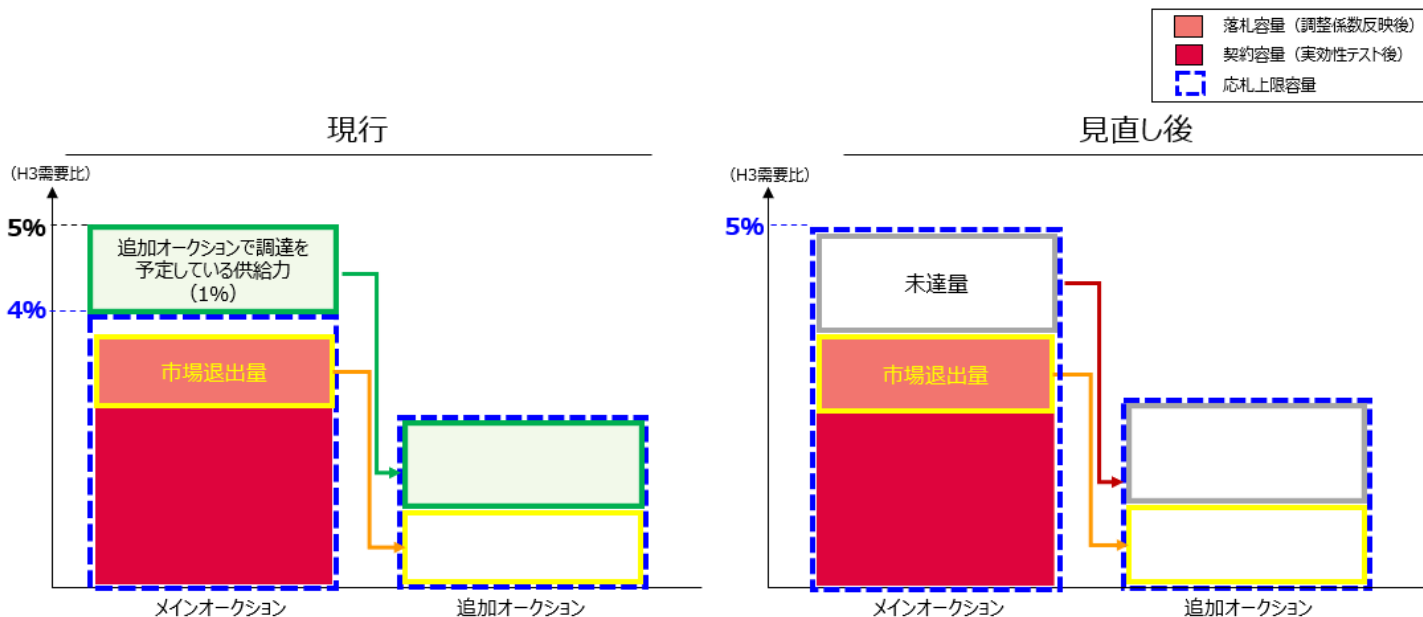 落札容量（調整係数反映後）
契約容量（実効性テスト後）
応札上限容量
現行
（H3需要比）
5%
追加オークションで調達を
予定している供給力
（1%）
4%
市場退出量
メインオークション
追加オークション
見直し後
（H3需要比）
5%
未達量
市場退出量
メインオークション
追加オークション